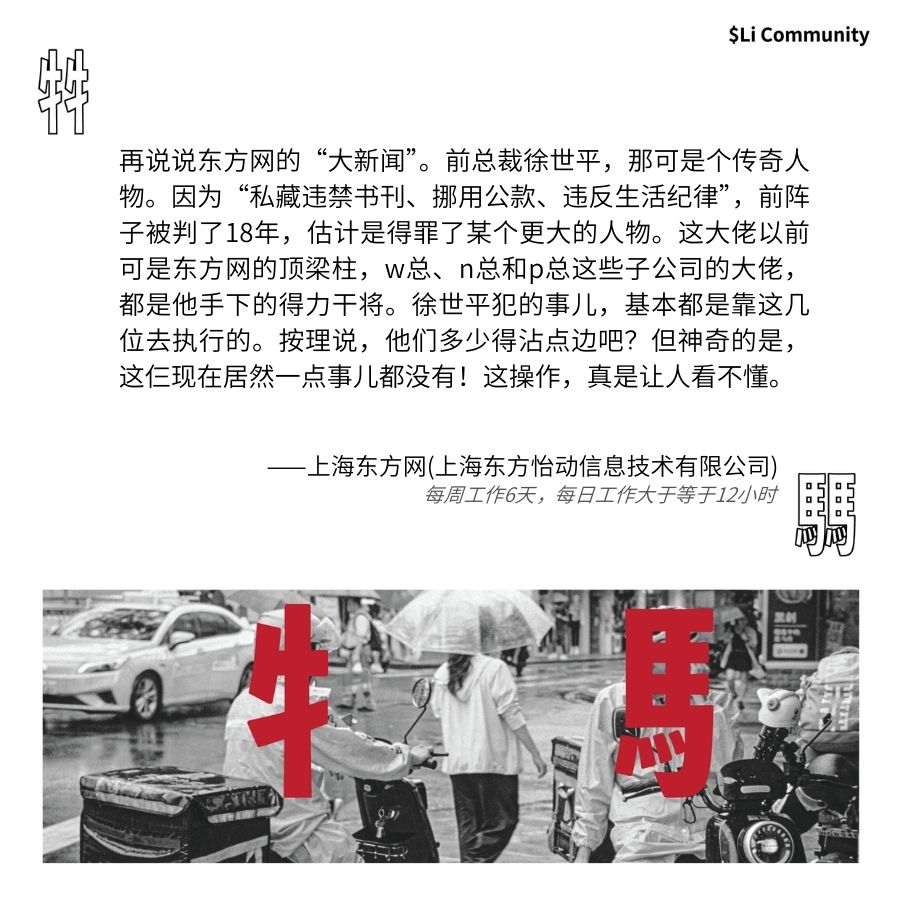 $Li Community
牪
再说说东方网的“大新闻”。前总裁徐世平，那可是个传奇人
物。因为“私藏违禁书刊、挪用公款、违反生活纪律”，前阵
子被判了18年，估计是得罪了某个更大的人物。这大佬以前
可是东方网的顶梁柱，w总、n总和p总这些子公司的大佬，
都是他手下的得力干将。徐世平犯的事儿，基本都是靠这几
位去执行的。按理说，他们多少得沾点边吧？但神奇的是，
这仨现在居然一点事儿都没有！这操作，真是让人看不懂。
——上海东方网(上海东方怡动信息技术有限公司)
每周工作6天，每日工作大于等于12小时
牛 馬